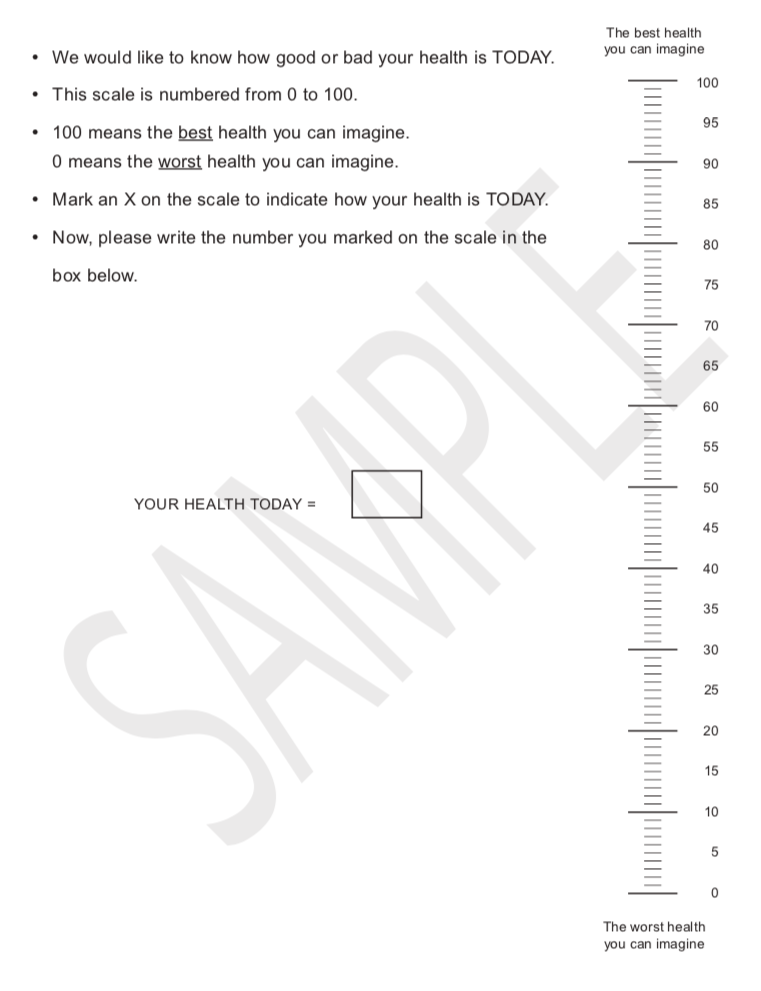 • We would like to know how good or bad your health is TODAY.
• This scale is numbered from 0 to 100.
• 100 means the best health you can imagine.
0 means the worst health you can imagine.
• Mark an X on the scale to indicate how your health is TODAY.
• Now, please write the number you marked on the scale in the
box below.
YOUR HEALTH TODAY =
The best health
you can imagine
100
95
90
85
80
75
70
65
60
55
50
45
40
35
30
25
20
15
10
5
0
The worst health
you can imagine
SAMPLE